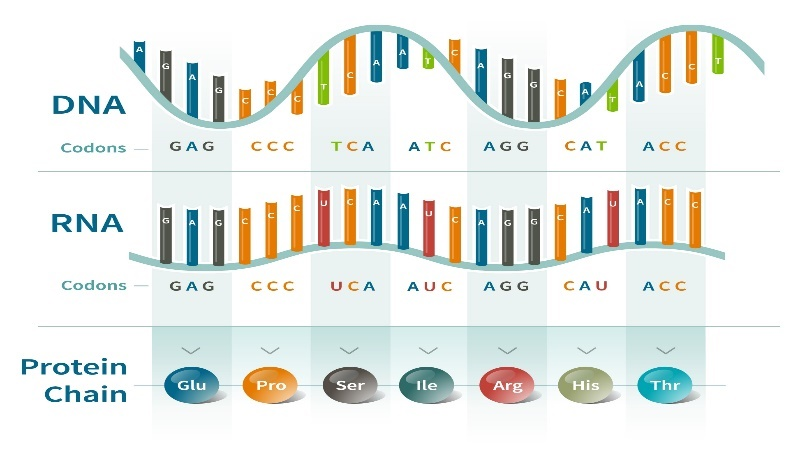 A G A G C C C T C A A T C A G G C A T A C C T
DNA
Codons GAG CCC TCA ATC AGG CAT ACC
G A G C C C U C A A U C A G G C A U A C C
RNA
Codons GAG CCC UCA AUC AGG CAU ACC
Protein
Chain
Glu Pro Ser Ile Arg His Thr